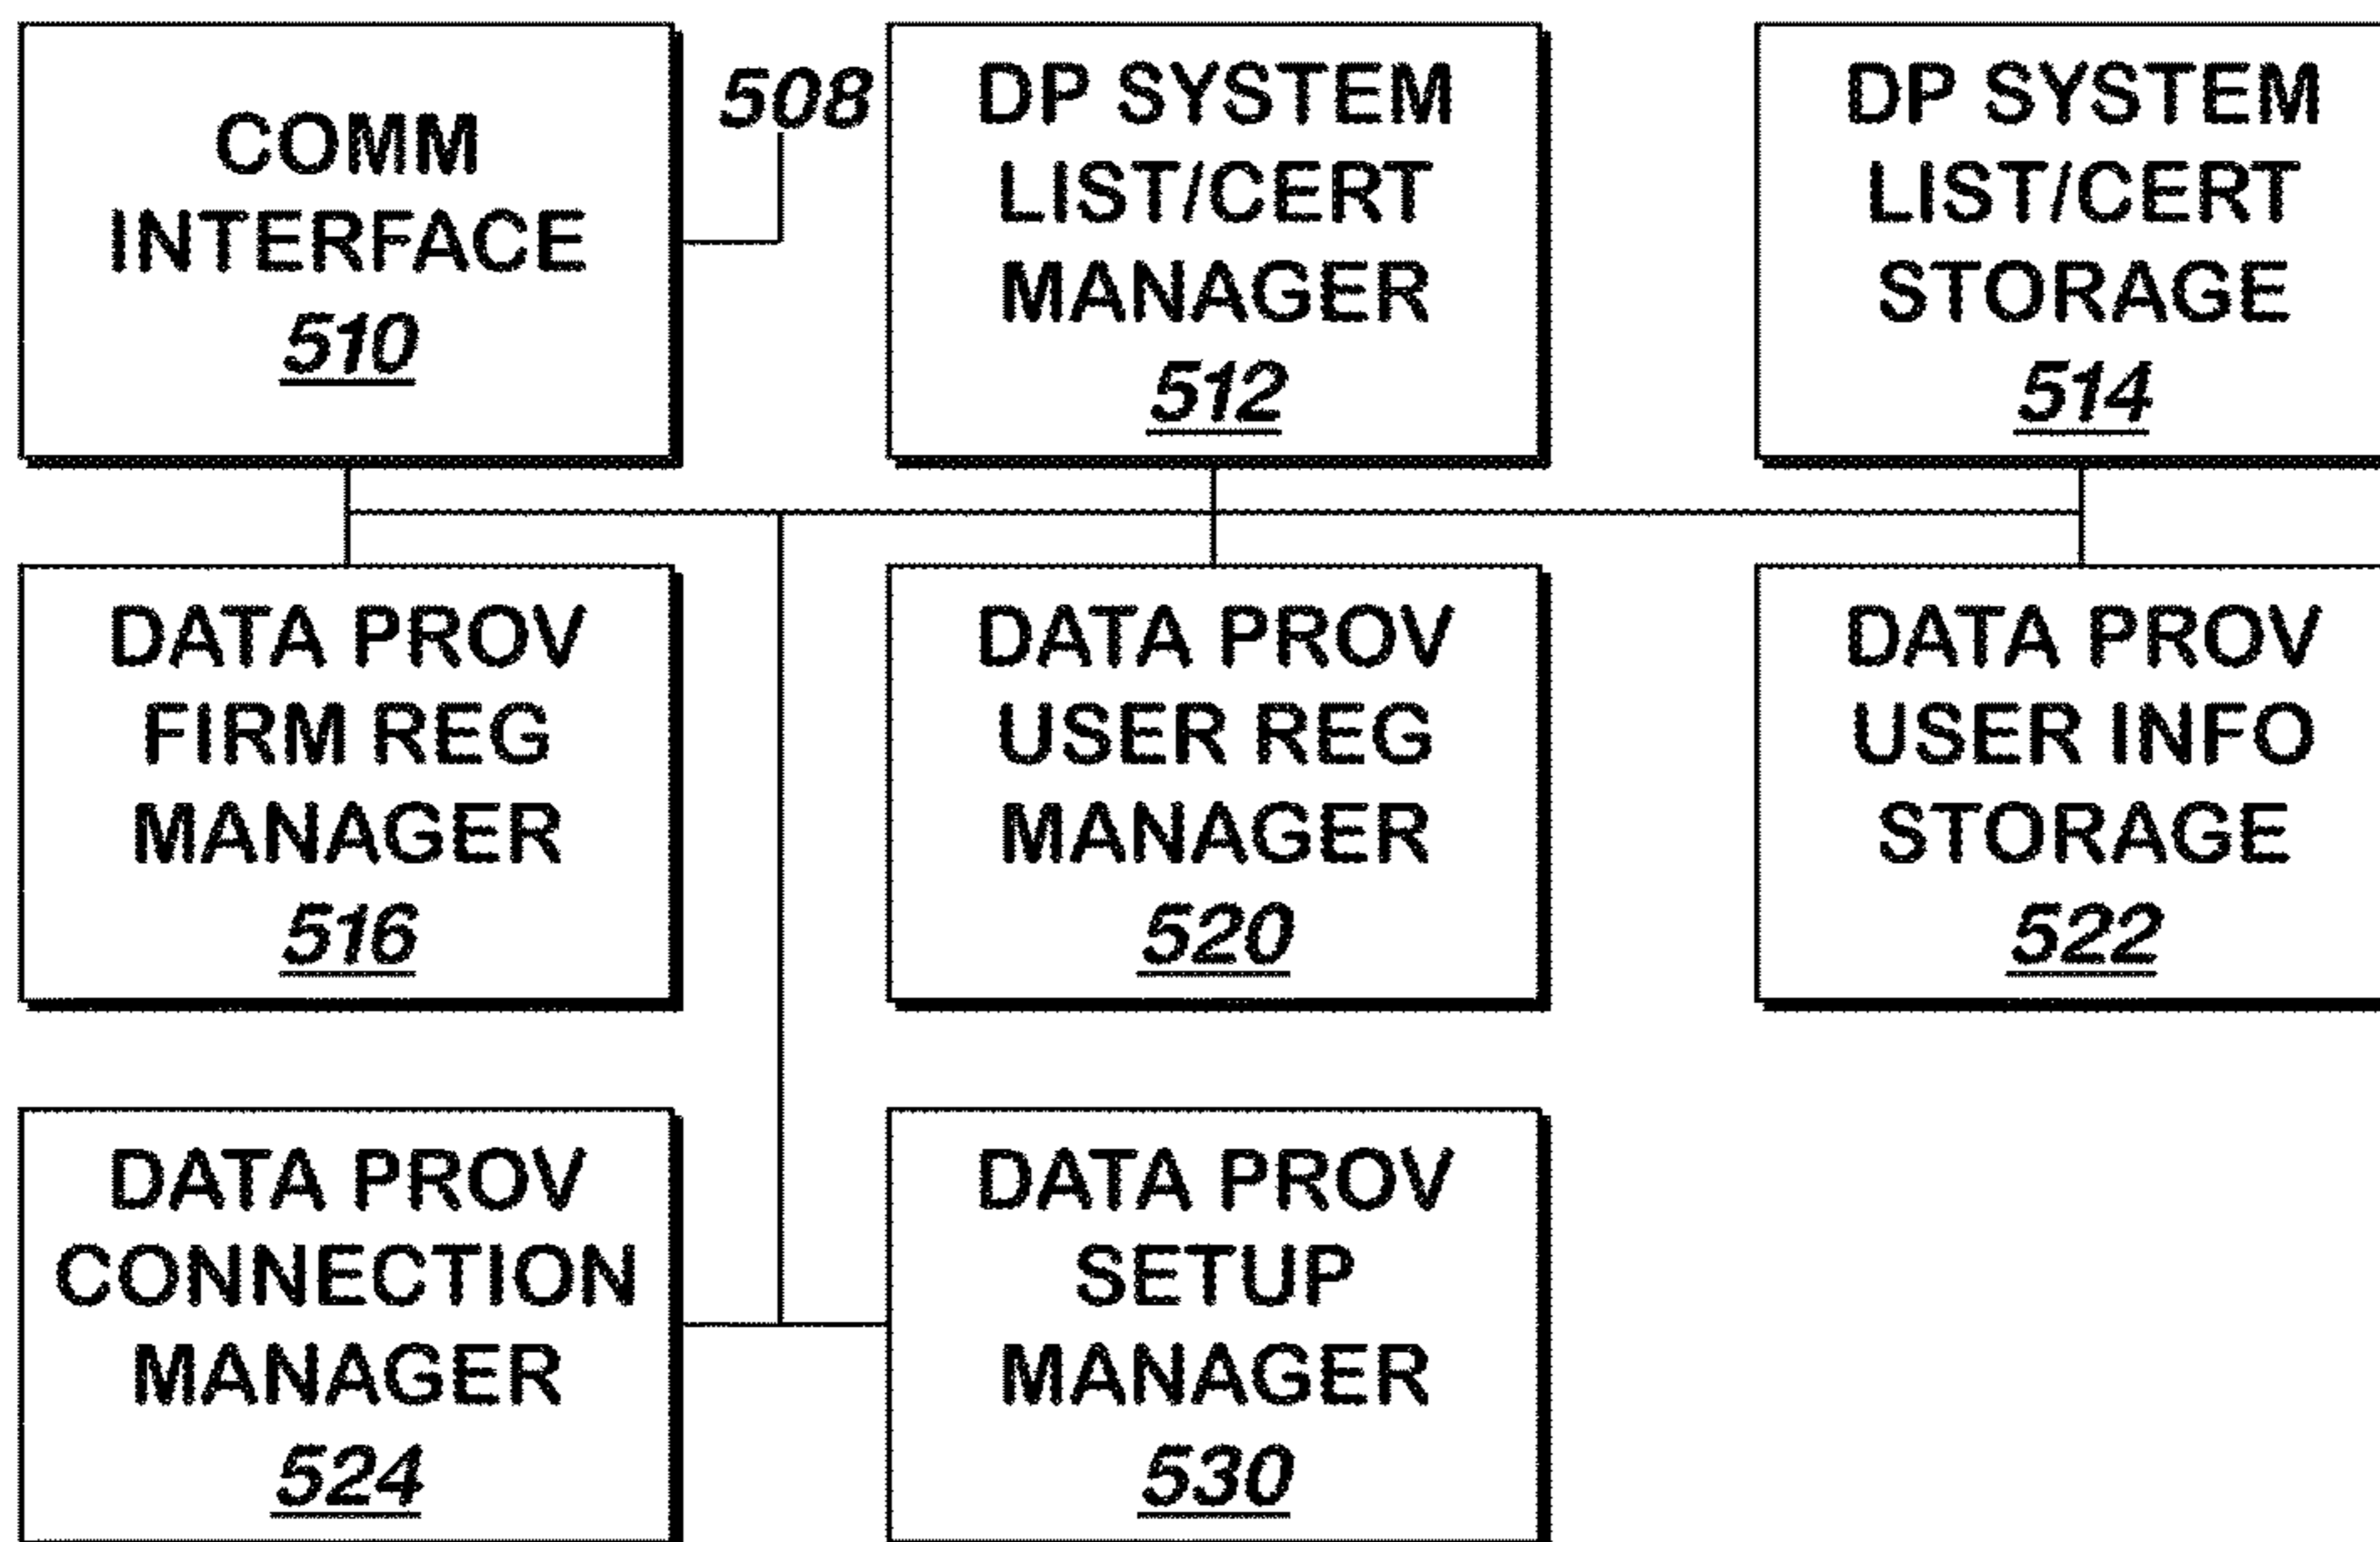 COMM
INTERFACE
510
508
DP SYSTEM
LIST/CERT
MANAGER
512
DP SYSTEM
LIST/CERT
STORAGE
514
DATA PROV
FIRM REG
MANAGER
516
DATA PROV
USER REG
MANAGER
520
DATA PROV
USER INFO
STORAGE
522
DATA PROV
CONNECTION
MANAGER
524
DATA PROV
SETUP
MANAGER
530